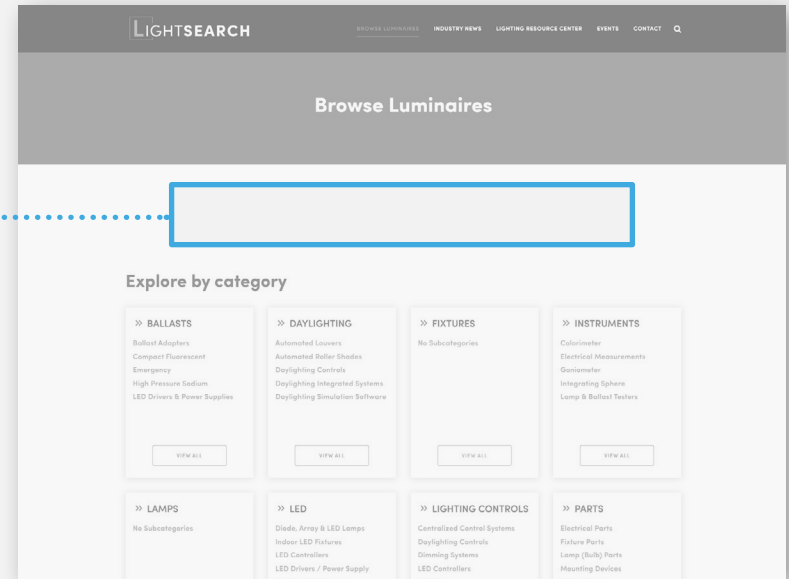 LIGHTSEARCH
BROWSE LUMINAIRES INDUSTRY NEWS LIGHTING RESOURCE CENTER EVENTS CONTACT
Browse Luminaires
Explore by category
» BALLASTS
Ballast Adapters
Compact Fluorescent
Emergency
High Pressure Sodium
LED Drivers & Power Supplies
VIEW ALL
» DAYLIGHTING
Automated Louvers
Automated Roller Shades
Daylighting Controls
Daylighting Integrated Systems
Daylighting Simulation Software
VIEW ALL
» FIXTURES
No Subcategories
VIEW ALL
» INSTRUMENTS
Colorimeter
Electrical Measurements
Goniometer
Integrating Sphere
Lamp & Ballast Testers
VIEW ALL
» LAMPS
No Subcategories
» LED
Diode, Array & LED Lamps
Indoor LED Fixtures
LED Controllers
LED Drivers / Power Supply
» LIGHTING CONTROLS
Centralized Control Systems
Daylighting Controls
Dimming Systems
LED Controllers
» PARTS
Electrical Parts
Fixture Parts
Lamp (Bulb) Parts
Mounting Devices